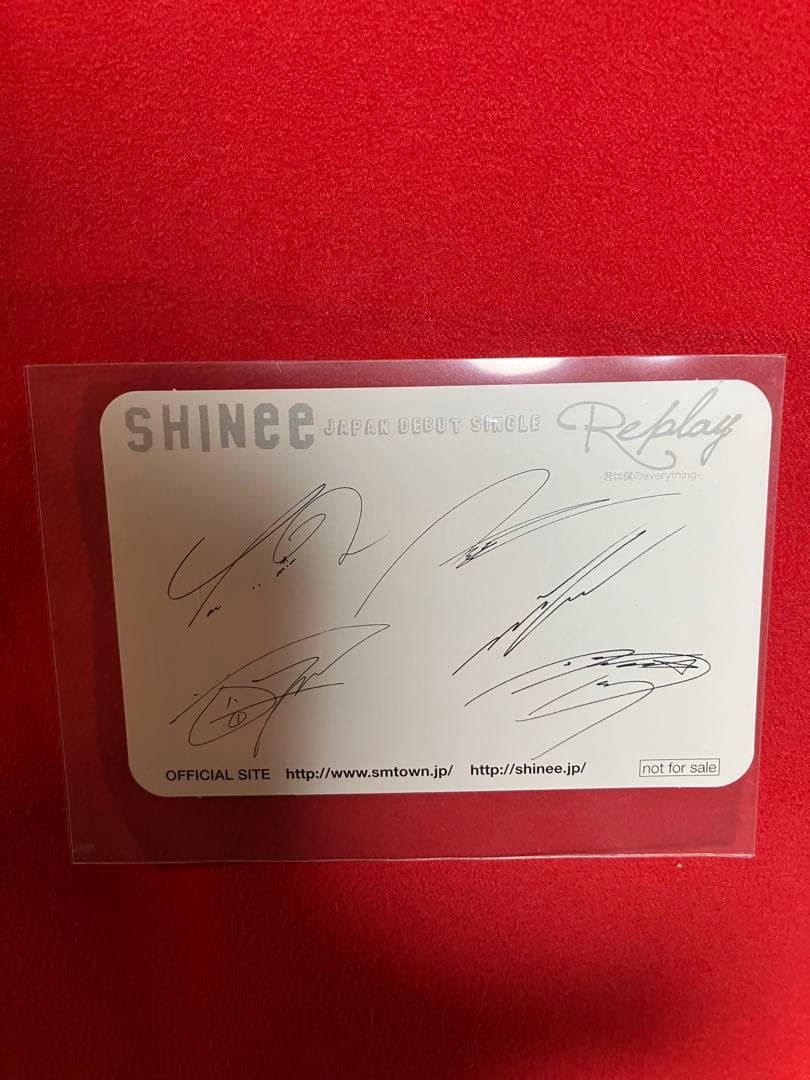 SHINee JAPAN DEBUT SINGLE Replay
-君は僕のeverything-
OFFICIAL SITE http://www.smtown.jp/ http://shinee.jp/ not for sale